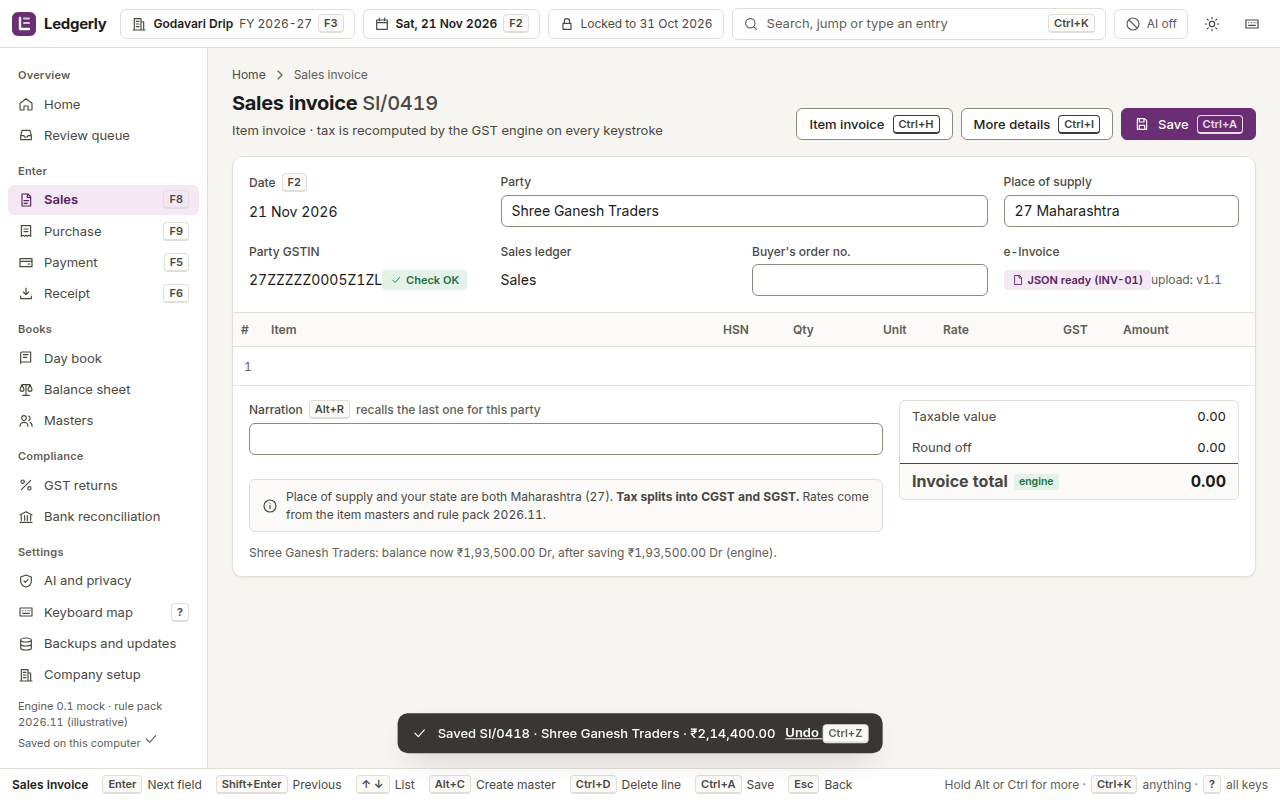 Ledgerly
Godavari Drip FY 2026-27 F3
Sat, 21 Nov 2026 F2
Locked to 31 Oct 2026
Search, jump or type an entry Ctrl+K
AI off
Overview
Home
Review queue
Enter
Sales F8
Purchase F9
Payment F5
Receipt F6
Books
Day book
Balance sheet
Masters
Compliance
GST returns
Bank reconciliation
Settings
AI and privacy
Keyboard map ?
Backups and updates
Company setup
Engine 0.1 mock · rule pack
2026.11 (illustrative)
Saved on this computer
Home > Sales invoice
Sales invoice SI/0419
Item invoice · tax is recomputed by the GST engine on every keystroke
Item invoice Ctrl+H
More details Ctrl+I
Save Ctrl+A
Date F2
21 Nov 2026
Party
Shree Ganesh Traders
Place of supply
27 Maharashtra
Party GSTIN
27ZZZZZ0005Z1ZL Check OK
Sales ledger
Sales
Buyer's order no.
e-Invoice
JSON ready (INV-01) upload: v1.1
# Item HSN Qty Unit Rate GST Amount
1
Narration Alt+R recalls the last one for this party
Place of supply and your state are both Maharashtra (27). Tax splits into CGST and SGST. Rates come
from the item masters and rule pack 2026.11.
Shree Ganesh Traders: balance now ₹1,93,500.00 Dr, after saving ₹1,93,500.00 Dr (engine).
Taxable value 0.00
Round off 0.00
Invoice total engine 0.00
Saved SI/0418 · Shree Ganesh Traders · ₹2,14,400.00 Undo Ctrl+Z
Sales invoice Enter Next field Shift+Enter Previous ↑↓ List Alt+C Create master Ctrl+D Delete line Ctrl+A Save Esc Back
Hold Alt or Ctrl for more · Ctrl+K anything · ? all keys